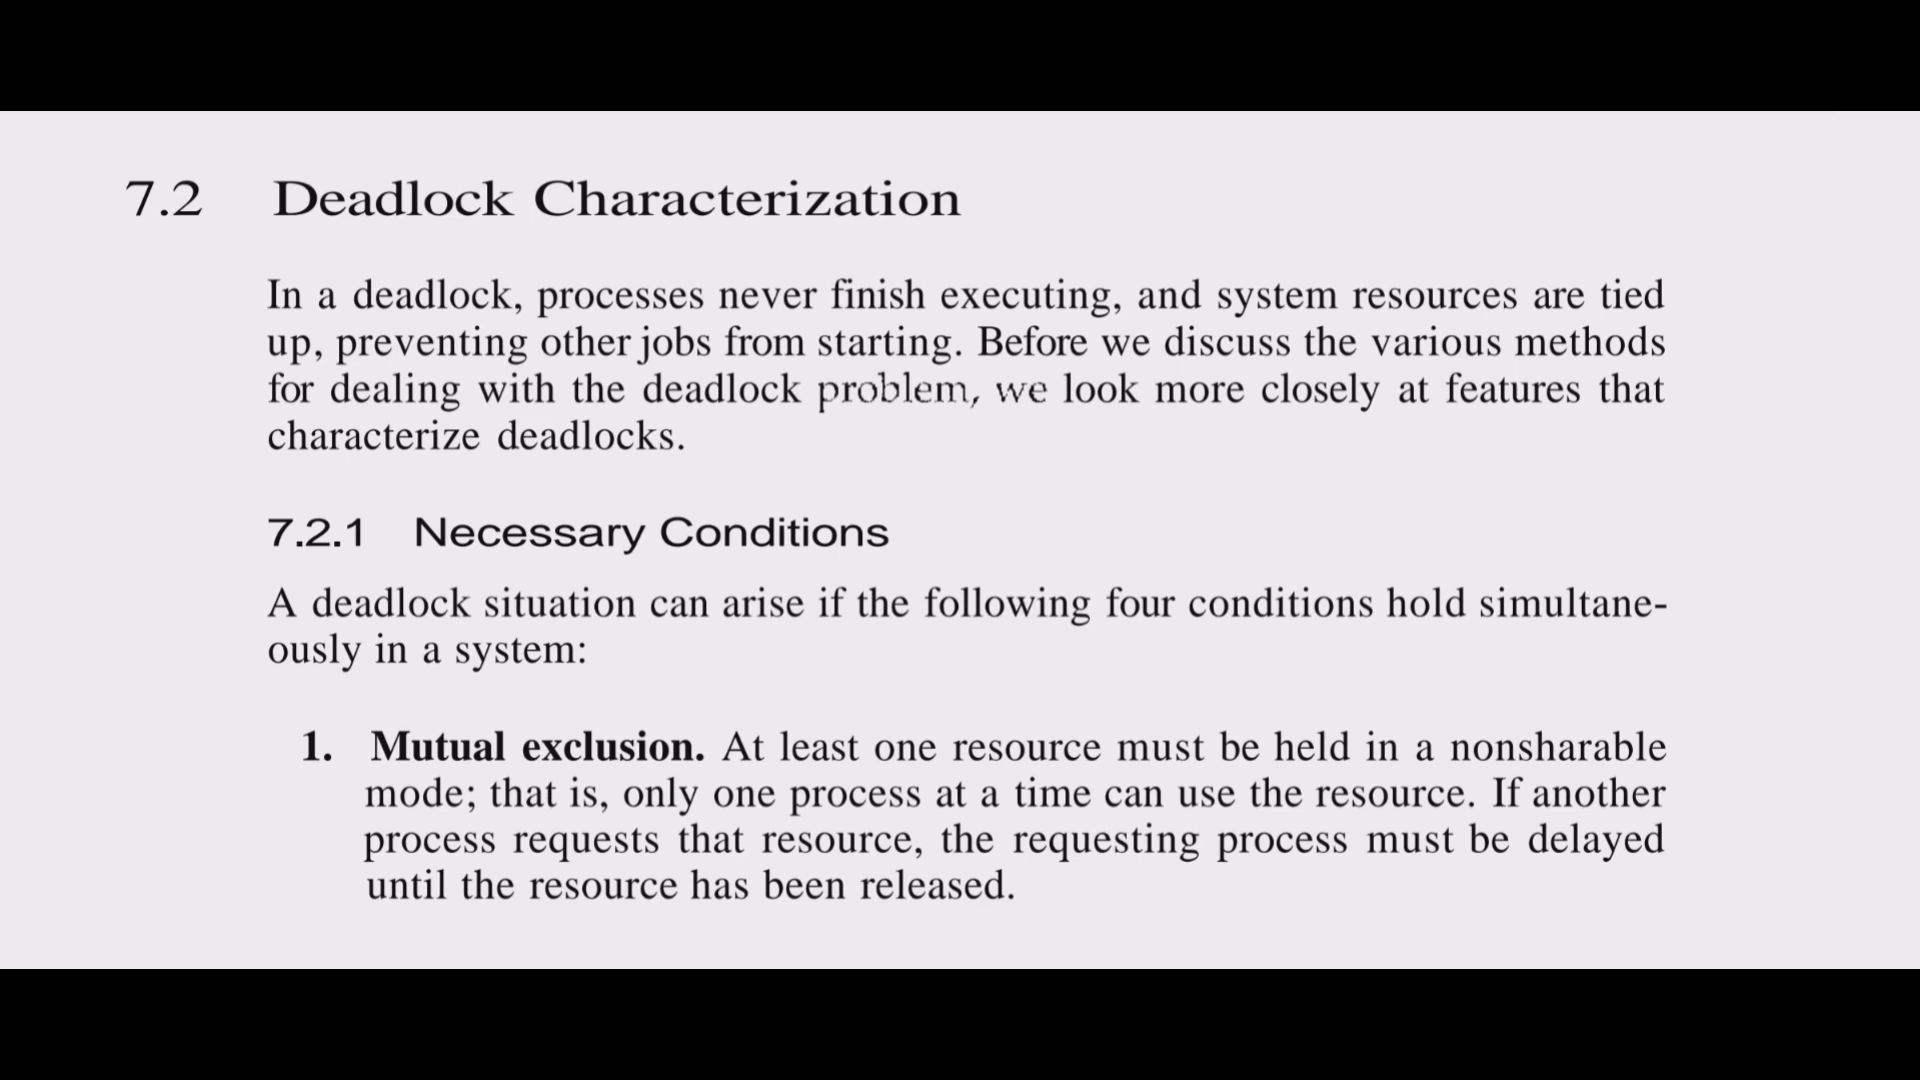 7.2 Deadlock Characterization
In a deadlock, processes never finish executing, and system resources are tied
up, preventing other jobs from starting. Before we discuss the various methods
for dealing with the deadlock problem, we look more closely at features that
characterize deadlocks.
7.2.1 Necessary Conditions
A deadlock situation can arise if the following four conditions hold simultane-
ously in a system:
1. Mutual exclusion. At least one resource must be held in a nonsharable
mode; that is, only one process at a time can use the resource. If another
process requests that resource, the requesting process must be delayed
until the resource has been released.